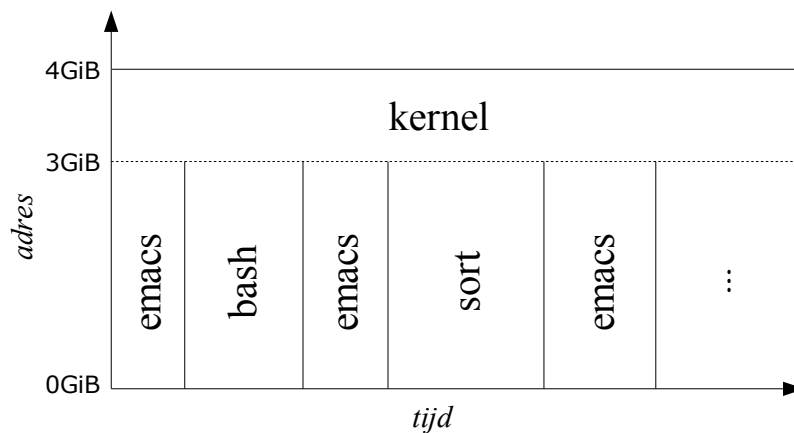 4GiB
kernel
3GiB
adres
emacs
bash
emacs
sort
emacs
...
0GiB
tijd